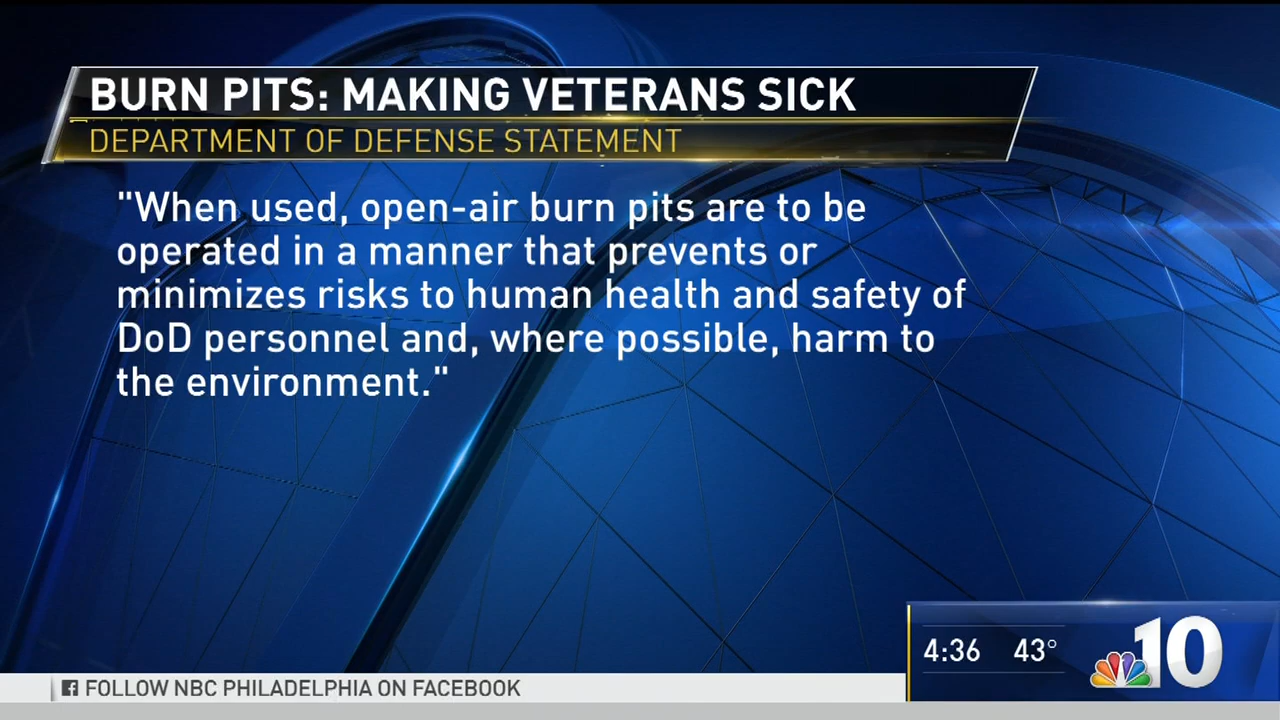 BURN PITS: MAKING VETERANS SICK
DEPARTMENT OF DEFENSE STATEMENT
"When used, open-air burn pits are to be
operated in a manner that prevents or
minimizes risks to human health and safety of
DoD personnel and, where possible, harm to
the environment."
4:36 43° 10
FOLLOW NBC PHILADELPHIA ON FACEBOOK